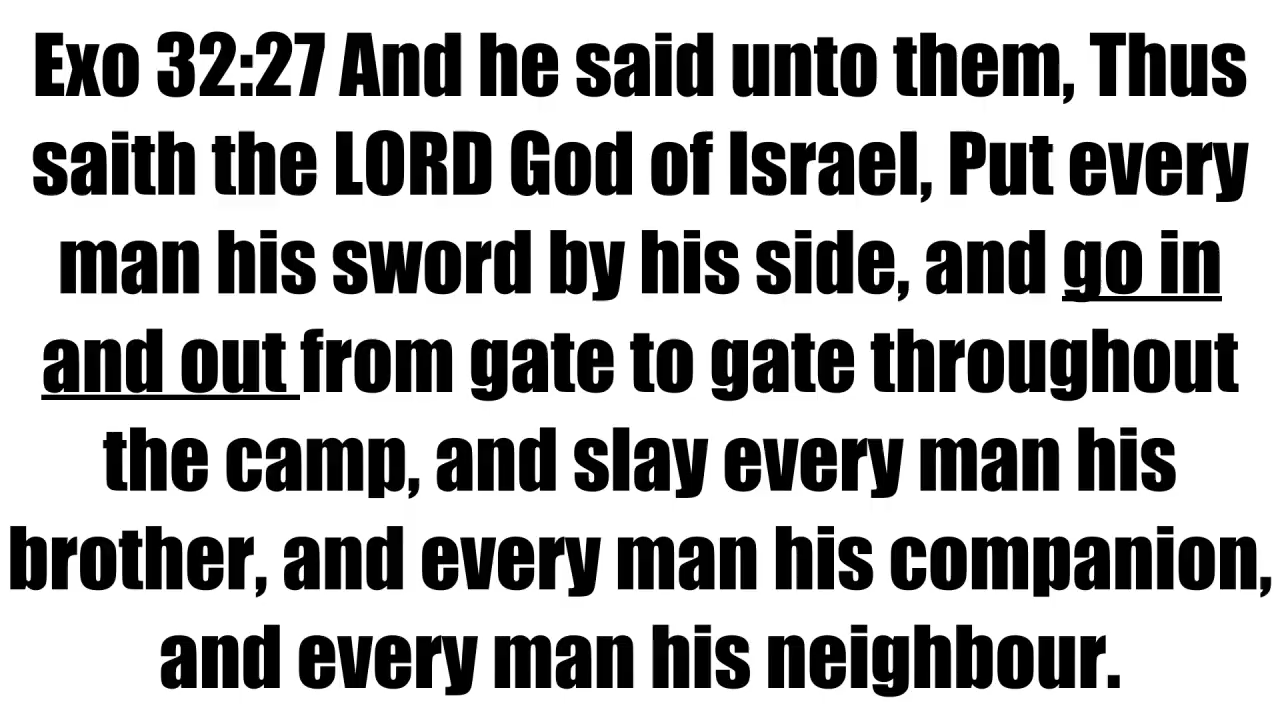 Exo 32:27 And he said unto them, Thus
saith the LORD God of Israel, Put every
man his sword by his side, and go in
and out from gate to gate throughout
the camp, and slay every man his
brother, and every man his companion,
and every man his neighbour.